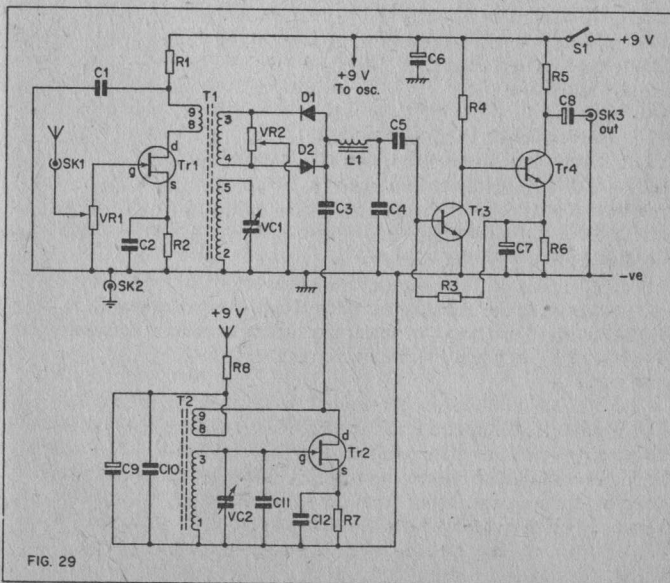 S1
+9 V
R1
C1
+9 V
To osc.
C6
R5
C8
R4
SK3
out
T1
9
8
3
D1
VR2
C5
SK1
d
g
Tr1
s
4
D2
L1
Tr4
5
VR1
C3
C4
Tr3
VC1
C2
R2
2
C7
R6
SK2
R3
-ve
+9 V
R8
T2
9
8
d
3
g
Tr2
s
C9
C10
VC2
C11
C12
R7
1
FIG. 29